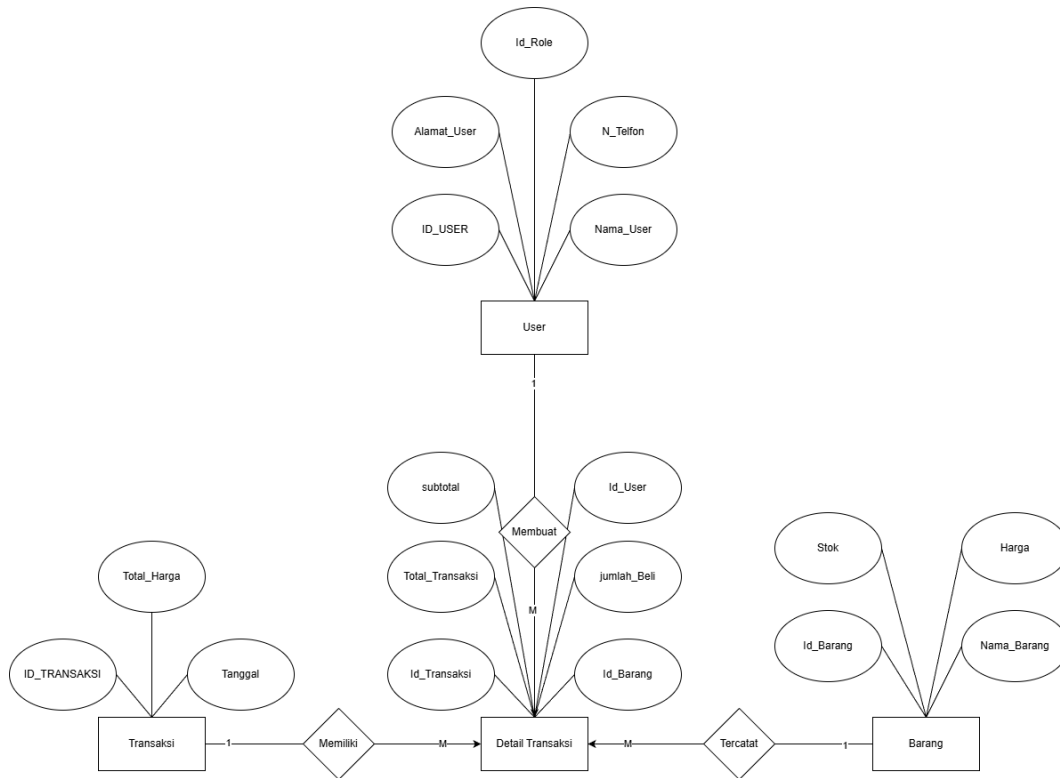 Id_Role
Alamat_User
N_Telfon
ID_USER
Nama_User
User
1
subtotal
Id_User
Membuat
Stok
Harga
Total_Harga
Total_Transaksi
jumlah_Beli
M
ID_TRANSAKSI
Tanggal
Id_Transaksi
Id_Barang
Id_Barang
Nama_Barang
Transaksi
1
Memiliki
M
Detail Transaksi
M
Tercatat
1
Barang